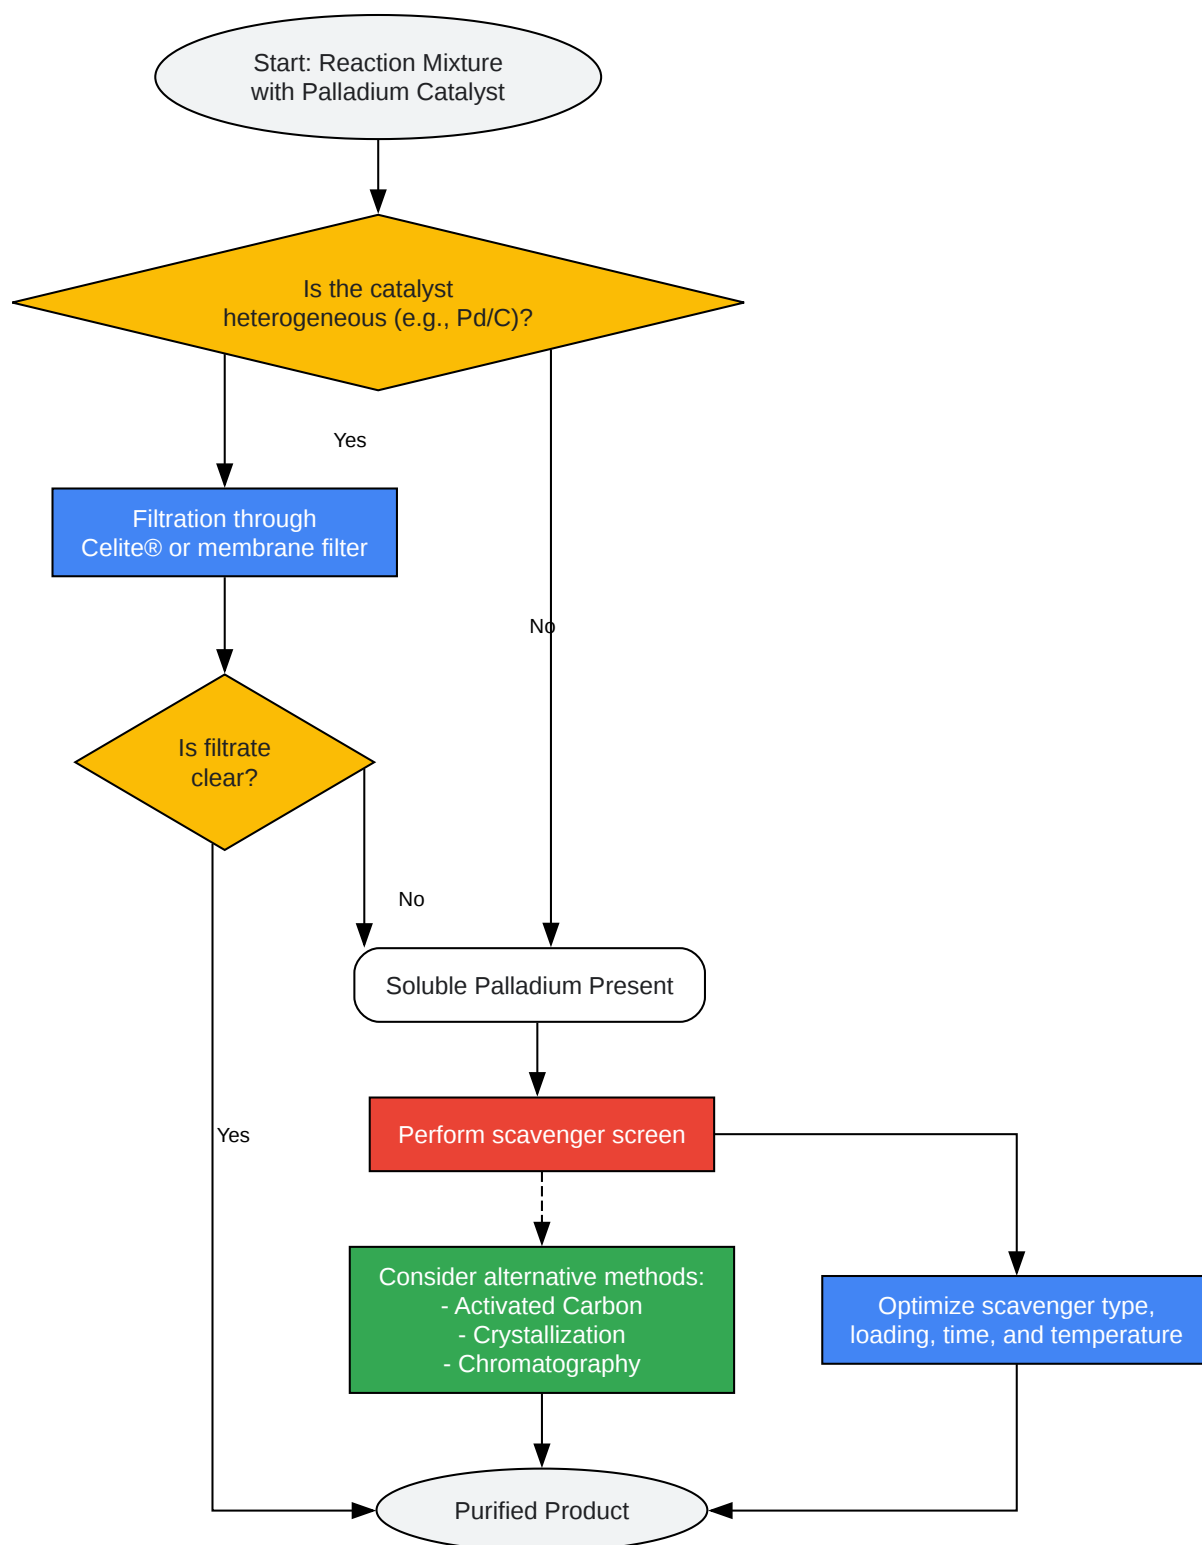 Start: Reaction Mixture
with Palladium Catalyst
Is the catalyst
heterogeneous (e.g., Pd/C)?
Yes
Filtration through
Celite® or membrane filter
No
Is filtrate
clear?
No
Soluble Palladium Present
Yes
Perform scavenger screen
Consider alternative methods:
- Activated Carbon
- Crystallization
- Chromatography
Optimize scavenger type,
loading, time, and temperature
Purified Product